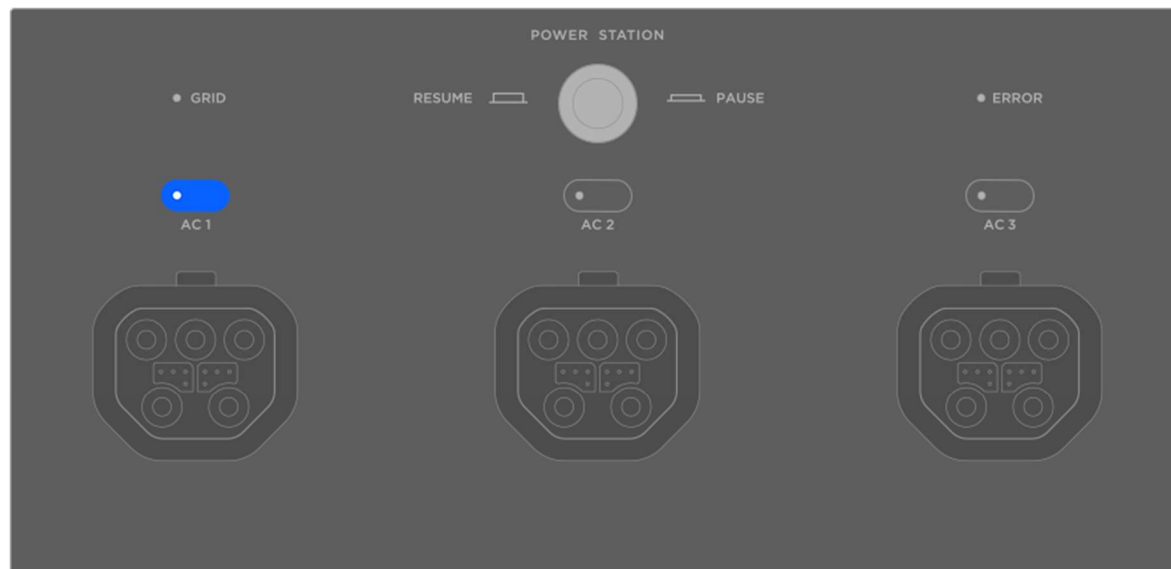 POWER STATION
GRID
RESUME
PAUSE
ERROR
AC 1
AC 2
AC 3